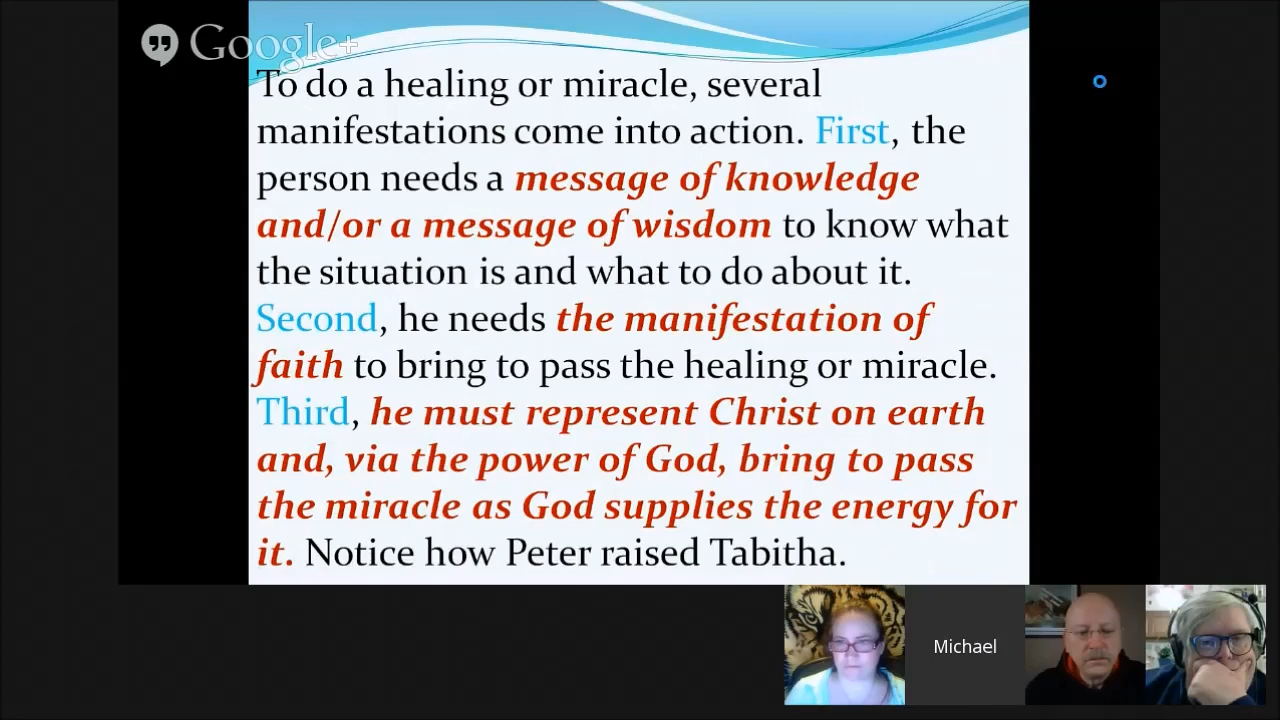 Google+
To do a healing or miracle, several
manifestations come into action. First, the
person needs a message of knowledge
and/or a message of wisdom to know what
the situation is and what to do about it.
Second, he needs the manifestation of
faith to bring to pass the healing or miracle.
Third, he must represent Christ on earth
and, via the power of God, bring to pass
the miracle as God supplies the energy for
it. Notice how Peter raised Tabitha.
Michael